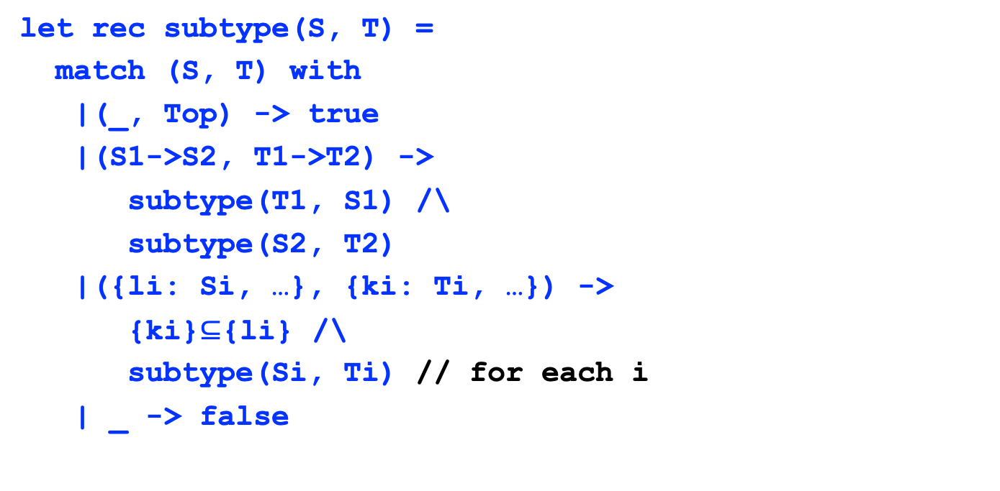 let rec subtype(S, T) =
match (S, T) with
|(_, Top) -> true
|(S1->S2, T1->T2) ->
subtype(T1, S1) /\
subtype(S2, T2)
|({li: Si, …}, {ki: Ti, …}) ->
{ki}⊆{li} /\
subtype(Si, Ti) // for each i
| _ -> false